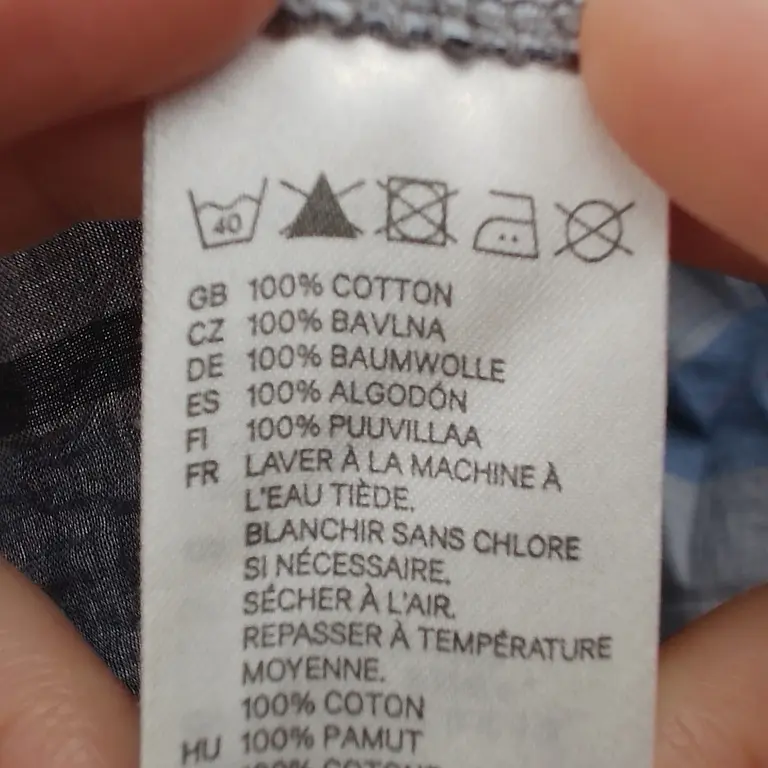 40
GB 100% COTTON
CZ 100% BAVLNA
DE 100% BAUMWOLLE
ES 100% ALGODÓN
FI 100% PUUVILLAA
FR LAVER À LA MACHINE À
L'EAU TIÈDE.
BLANCHIR SANS CHLORE
SI NÉCESSAIRE.
SÉCHER À L'AIR.
REPASSER À TEMPÉRATURE
MOYENNE.
100% COTON
HU 100% PAMUT